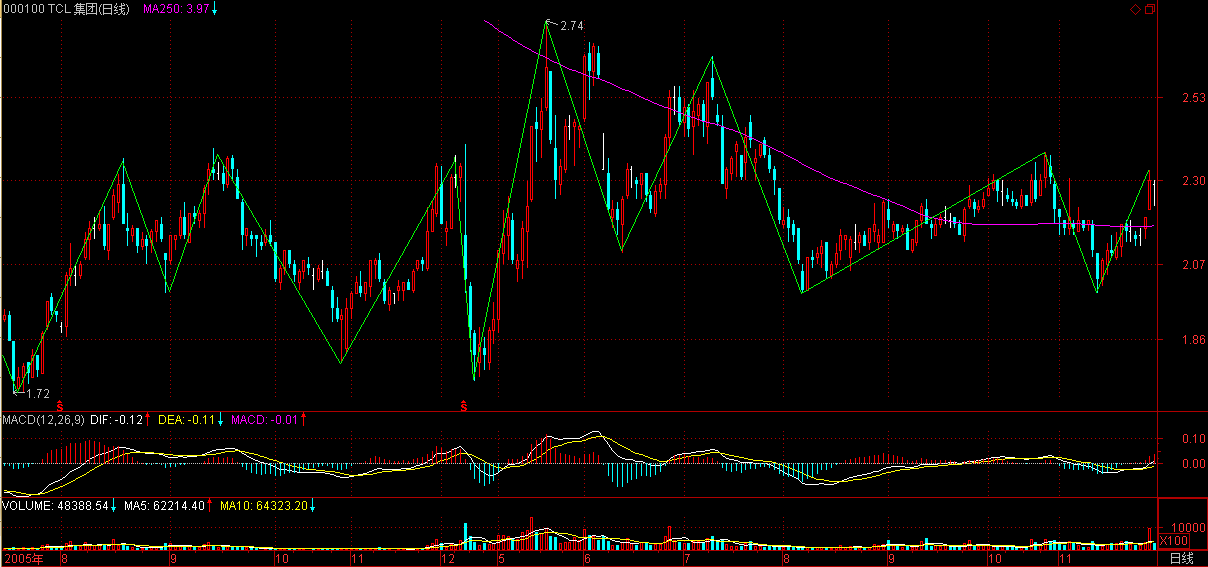 000100 TCL 集团(日线) MA250: 3.97↓
2.74
2.53
2.30
2.07
1.86
1.72
$ $
MACD(12,26,9) DIF: -0.12↑ DEA: -0.11↓ MACD: -0.01↑
0.10
0.00
VOLUME: 48388.54↓ MA5: 62214.40↑ MA10: 64323.20↓
10000
X100
2005年 8 9 10 11 12 5 6 7 8 9 10 11 日线